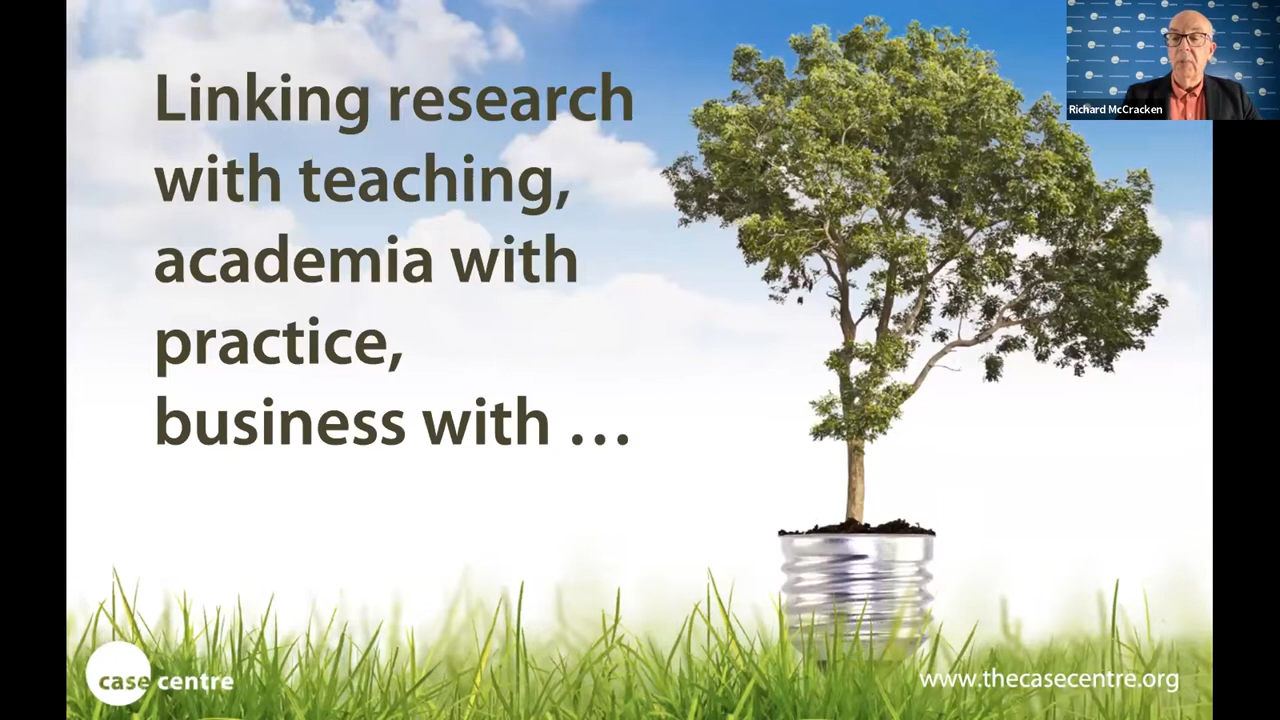 Linking research
with teaching,
academia with
practice,
business with …
Richard McCracken
case centre
www.thecasecentre.org